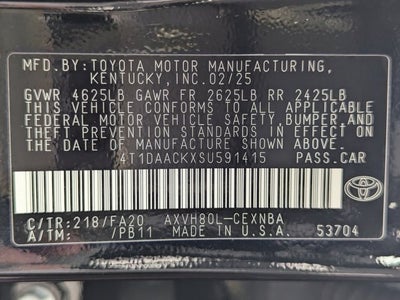 MFD.BY:TOYOTA MOTOR MANUFACTURING,
KENTUCKY,INC.02/25
GVWR 4625LB GAWR FR 2625LB RR 2425LB
THIS VEHICLE CONFORMS TO ALL APPLICABLE
FEDERAL MOTOR VEHICLE SAFETY,BUMPER,AND
THEFT PREVENTION STANDARDS IN EFFECT ON
THE DATE OF MANUFACTURE SHOWN ABOVE.
4T1DAACKXSU591415 PASS.CAR
TOYOTA
C/TR:218/FA20 AXVH80L-CEXNBA
A/TM: /PB11 MADE IN U.S.A. 53704